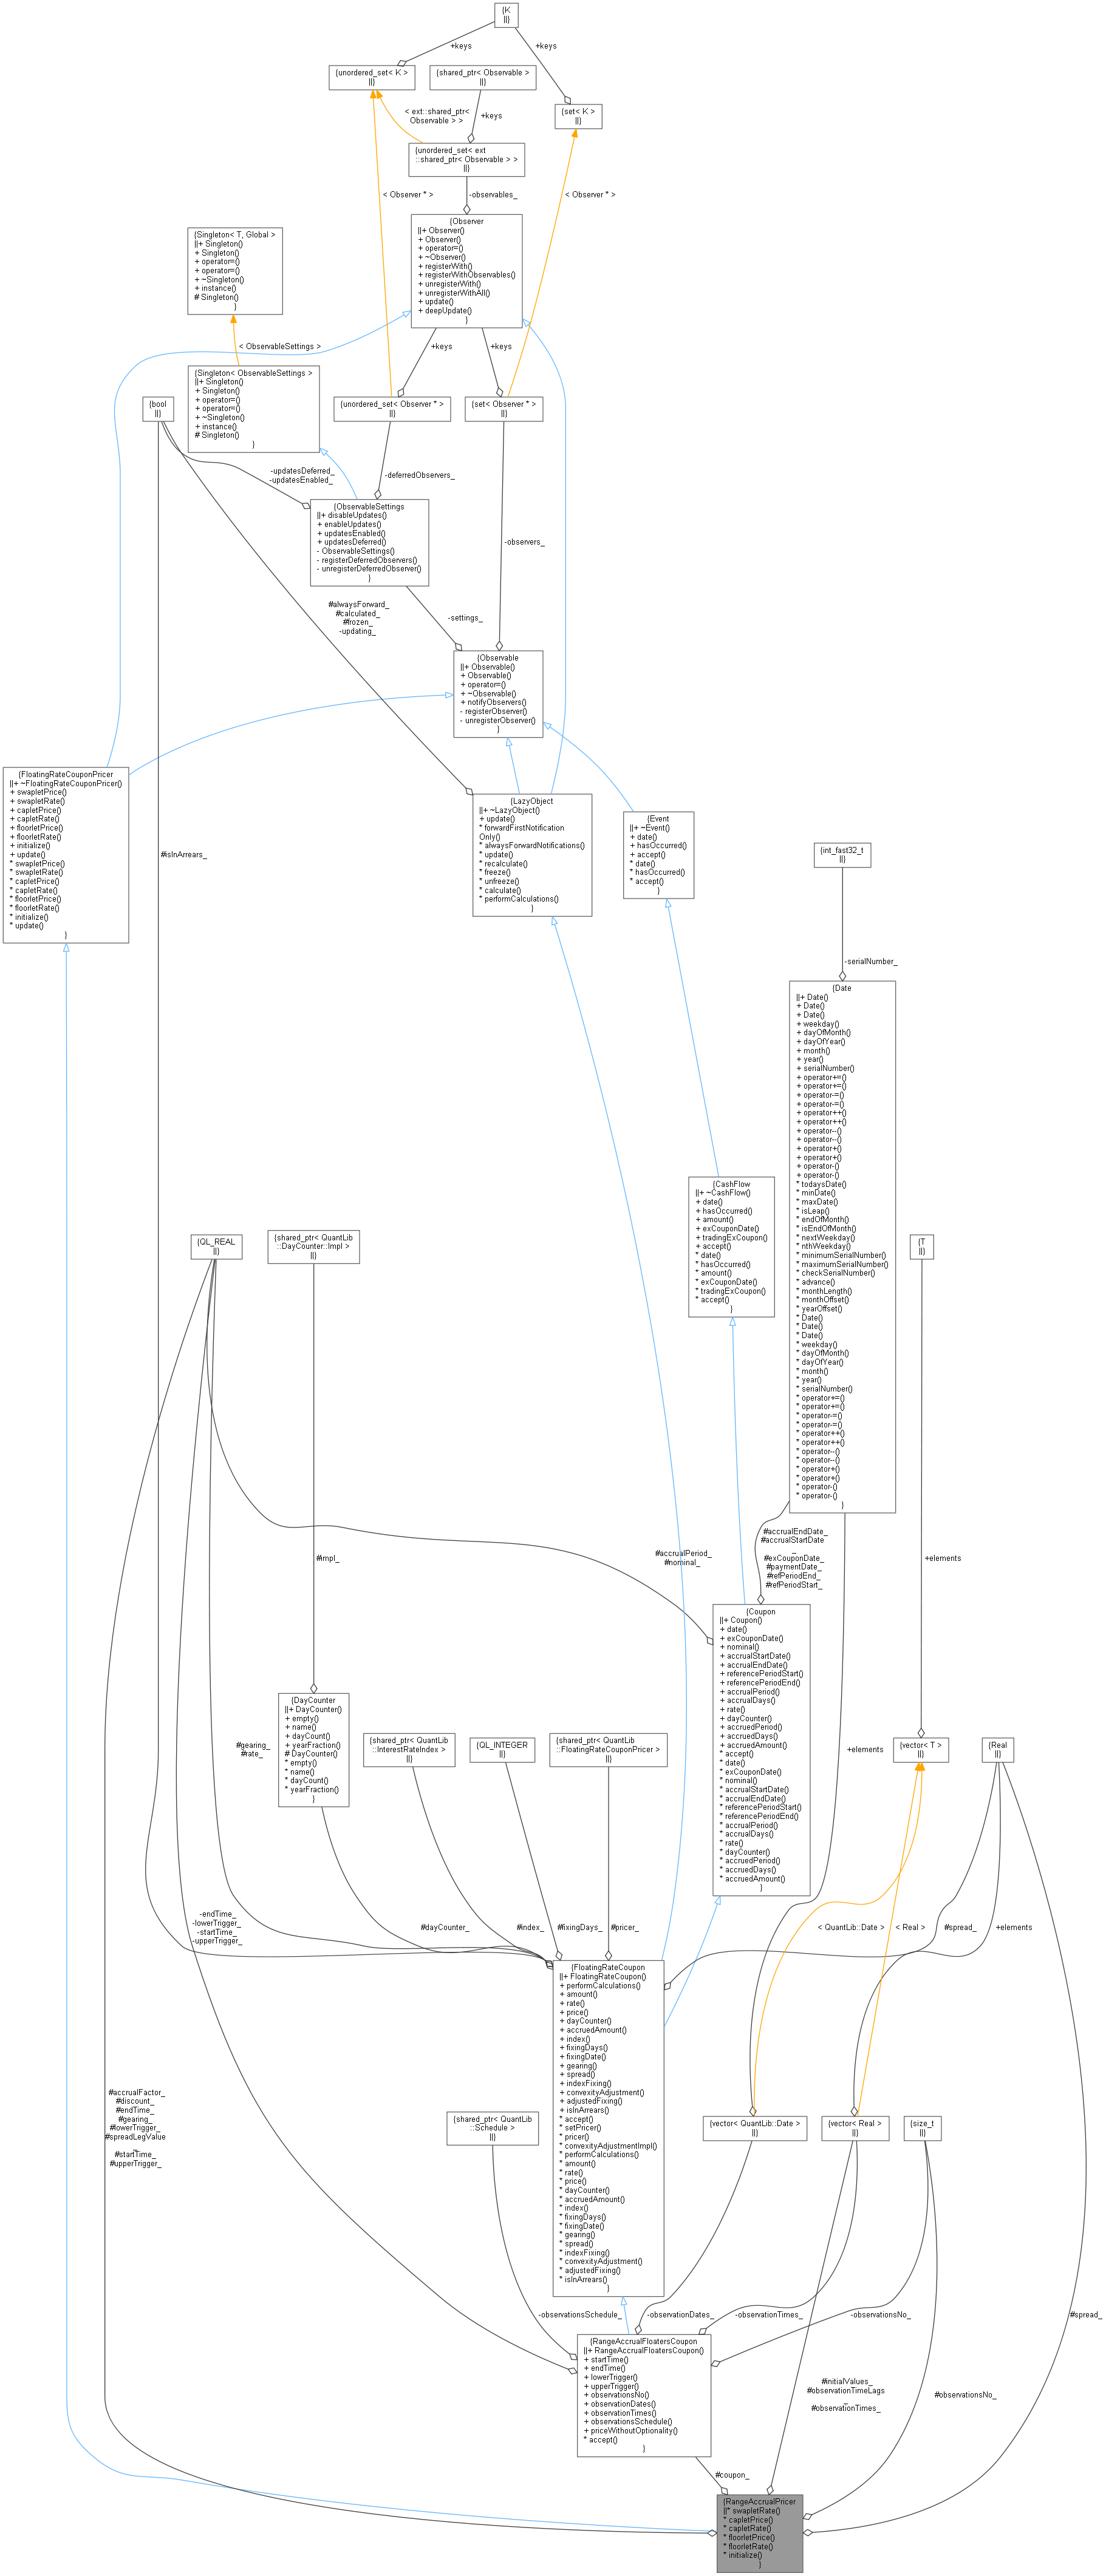 {K
||}
+keys
+keys
{unordered_set< K >
||}
{shared_ptr< Observable >
||}
{set< K >
||}
< ext::shared_ptr<
Observable > >
+keys
{unordered_set< ext
::shared_ptr< Observable > >
||}
< Observer * >
-observables_
< Observer * >
{Observer
||+ Observer()
+ Observer()
+ operator=()
+ ~Observer()
+ registerWith()
+ registerWithObservables()
+ unregisterWith()
+ unregisterWithAll()
+ update()
+ deepUpdate()
}
{Singleton< T, Global >
||+ Singleton()
+ Singleton()
+ operator=()
+ operator=()
+ ~Singleton()
+ instance()
# Singleton()
}
< ObservableSettings >
+keys
+keys
{Singleton< ObservableSettings >
||+ Singleton()
+ Singleton()
+ operator=()
+ operator=()
+ ~Singleton()
+ instance()
# Singleton()
}
{bool
||}
{unordered_set< Observer * >
||}
{set< Observer * >
||}
-updatesDeferred_
-updatesEnabled_
-deferredObservers_
{ObservableSettings
||+ disableUpdates()
+ enableUpdates()
+ updatesEnabled()
+ updatesDeferred()
- ObservableSettings()
- registerDeferredObservers()
- unregisterDeferredObserver()
}
-observers_
#alwaysForward_
#calculated_
#frozen_
-updating_
-settings_
{Observable
||+ Observable()
+ Observable()
+ operator=()
+ ~Observable()
+ notifyObservers()
- registerObserver()
- unregisterObserver()
}
{FloatingRateCouponPricer
||+ ~FloatingRateCouponPricer()
+ swapletPrice()
+ swapletRate()
+ capletPrice()
+ capletRate()
+ floorletPrice()
+ floorletRate()
+ initialize()
+ update()
* swapletPrice()
* swapletRate()
* capletPrice()
* capletRate()
* floorletPrice()
* floorletRate()
* initialize()
* update()
}
#isInArrears_
{LazyObject
||+ ~LazyObject()
+ update()
* forwardFirstNotification
Only()
* alwaysForwardNotifications()
* update()
* recalculate()
* freeze()
* unfreeze()
* calculate()
* performCalculations()
}
{Event
||+ ~Event()
+ date()
+ hasOccurred()
+ accept()
* date()
* hasOccurred()
* accept()
}
{int_fast32_t
||}
-serialNumber_
{Date
||+ Date()
+ Date()
+ Date()
+ weekday()
+ dayOfMonth()
+ dayOfYear()
+ month()
+ year()
+ serialNumber()
+ operator+=()
+ operator+=()
+ operator-=()
+ operator-=()
+ operator++()
+ operator++()
+ operator--()
+ operator--()
+ operator+()
+ operator+()
+ operator-()
+ operator-()
* todaysDate()
* minDate()
* maxDate()
* isLeap()
* endOfMonth()
* isEndOfMonth()
* nextWeekday()
* nthWeekday()
* minimumSerialNumber()
* maximumSerialNumber()
* checkSerialNumber()
* advance()
* monthLength()
* monthOffset()
* yearOffset()
* Date()
* Date()
* Date()
* weekday()
* dayOfMonth()
* dayOfYear()
* month()
* year()
* serialNumber()
* operator+=()
* operator+=()
* operator-=()
* operator-=()
* operator++()
* operator++()
* operator--()
* operator--()
* operator+()
* operator+()
* operator-()
* operator-()
}
{CashFlow
||+ ~CashFlow()
+ date()
+ hasOccurred()
+ amount()
+ exCouponDate()
+ tradingExCoupon()
+ accept()
* date()
* hasOccurred()
* amount()
* exCouponDate()
* tradingExCoupon()
* accept()
}
{QL_REAL
||}
{shared_ptr< QuantLib
::DayCounter::Impl >
||}
{T
||}
#impl_
#accrualPeriod_
#nominal_
#accrualEndDate_
#accrualStartDate
_
#exCouponDate_
#paymentDate_
#refPeriodEnd_
#refPeriodStart_
+elements
{Coupon
||+ Coupon()
+ date()
+ exCouponDate()
+ nominal()
+ accrualStartDate()
+ accrualEndDate()
+ referencePeriodStart()
+ referencePeriodEnd()
+ accrualPeriod()
+ accrualDays()
+ rate()
+ dayCounter()
+ accruedPeriod()
+ accruedDays()
+ accruedAmount()
* accept()
* date()
* exCouponDate()
* nominal()
* accrualStartDate()
* accrualEndDate()
* referencePeriodStart()
* referencePeriodEnd()
* accrualPeriod()
* accrualDays()
* rate()
* dayCounter()
* accruedPeriod()
* accruedDays()
* accruedAmount()
}
{DayCounter
||+ DayCounter()
+ empty()
+ name()
+ dayCount()
+ yearFraction()
# DayCounter()
* empty()
* name()
* dayCount()
* yearFraction()
}
#gearing_
#rate_
{shared_ptr< QuantLib
::InterestRateIndex >
||}
{QL_INTEGER
||}
{shared_ptr< QuantLib
::FloatingRateCouponPricer >
||}
+elements
{vector< T >
||}
{Real
||}
-endTime_
-lowerTrigger_
-startTime_
-upperTrigger_
#dayCounter_
#index_
#fixingDays_
#pricer_
< QuantLib::Date >
< Real >
#spread_
+elements
{FloatingRateCoupon
||+ FloatingRateCoupon()
+ performCalculations()
+ amount()
+ rate()
+ price()
+ dayCounter()
+ accruedAmount()
+ index()
+ fixingDays()
+ fixingDate()
+ gearing()
+ spread()
+ indexFixing()
+ convexityAdjustment()
+ adjustedFixing()
+ isInArrears()
* accept()
* setPricer()
* pricer()
* convexityAdjustmentImpl()
* performCalculations()
* amount()
* rate()
* price()
* dayCounter()
* accruedAmount()
* index()
* fixingDays()
* fixingDate()
* gearing()
* spread()
* indexFixing()
* convexityAdjustment()
* adjustedFixing()
* isInArrears()
}
#accrualFactor_
#discount_
#endTime_
#gearing_
#lowerTrigger_
#spreadLegValue
_
#startTime_
#upperTrigger_
{shared_ptr< QuantLib
::Schedule >
||}
{vector< QuantLib::Date >
||}
{vector< Real >
||}
{size_t
||}
-observationsSchedule_
-observationDates_
-observationTimes_
-observationsNo_
#spread_
{RangeAccrualFloatersCoupon
||+ RangeAccrualFloatersCoupon()
+ startTime()
+ endTime()
+ lowerTrigger()
+ upperTrigger()
+ observationsNo()
+ observationDates()
+ observationTimes()
+ observationsSchedule()
+ priceWithoutOptionality()
* accept()
}
#initialValues_
#observationTimeLags
_
#observationTimes_
#observationsNo_
#coupon_
{RangeAccrualPricer
||* swapletRate()
* capletPrice()
* capletRate()
* floorletPrice()
* floorletRate()
* initialize()
}